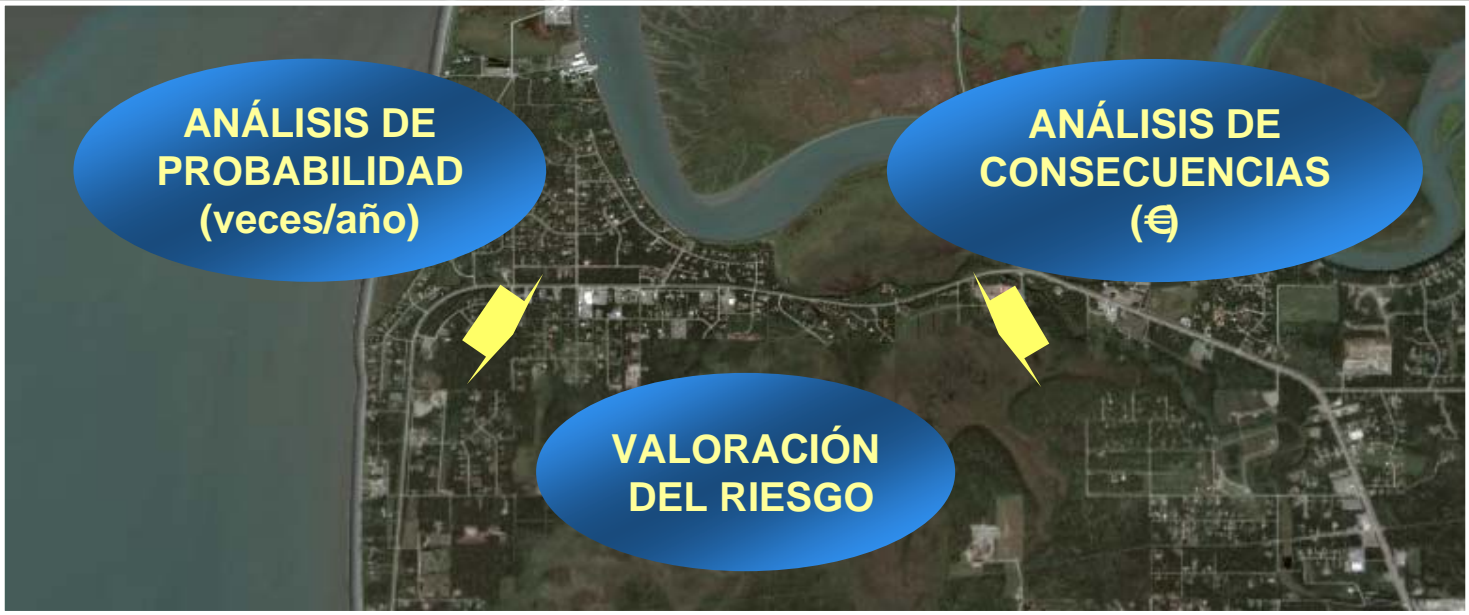 ANÁLISIS DE
PROBABILIDAD
(veces/año)
ANÁLISIS DE
CONSECUENCIAS
(€)
VALORACIÓN
DEL RIESGO